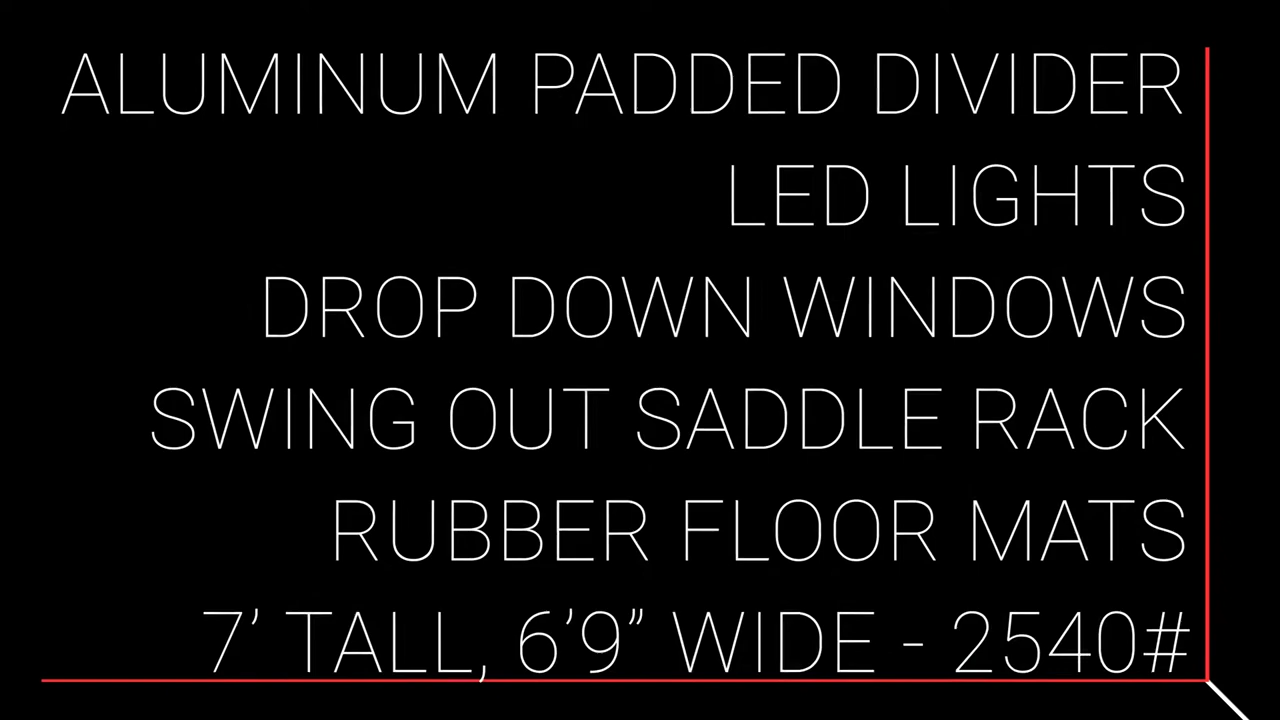 ALUMINUM PADDED DIVIDER
LED LIGHTS
DROP DOWN WINDOWS
SWING OUT SADDLE RACK
RUBBER FLOOR MATS
7’ TALL, 6’9” WIDE - 2540#